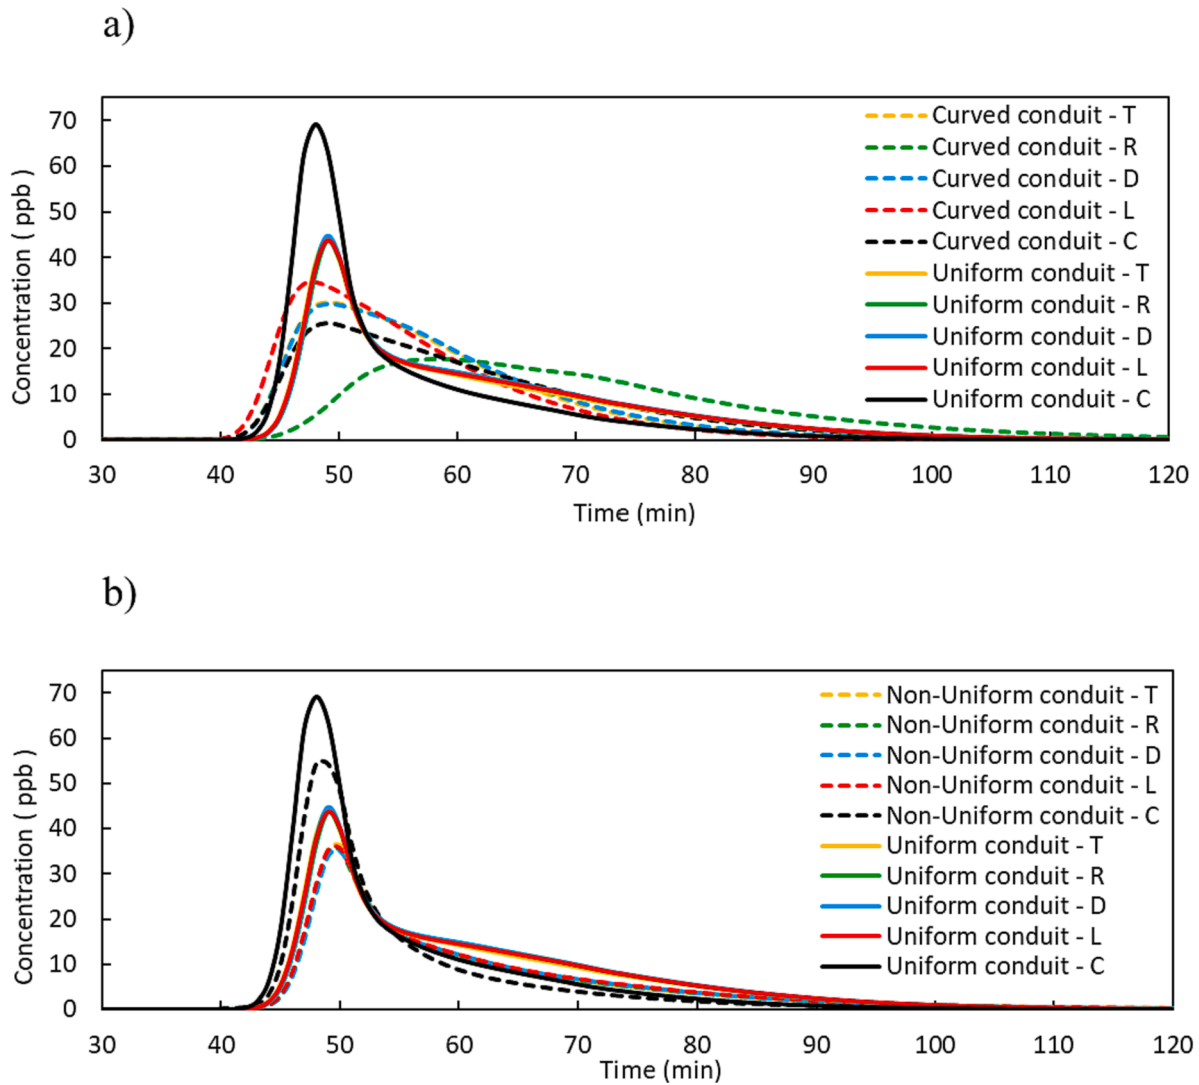 a)
70
60
50
40
30
20
10
0
Concentration ( ppb)
30 40 50 60 70 80 90 100 110 120
Time (min)
Curved conduit - T
Curved conduit - R
Curved conduit - D
Curved conduit - L
Curved conduit - C
Uniform conduit - T
Uniform conduit - R
Uniform conduit - D
Uniform conduit - L
Uniform conduit - C
b)
70
60
50
40
30
20
10
0
Concentration ( ppb)
30 40 50 60 70 80 90 100 110 120
Time (min)
Non-Uniform conduit - T
Non-Uniform conduit - R
Non-Uniform conduit - D
Non-Uniform conduit - L
Non-Uniform conduit - C
Uniform conduit - T
Uniform conduit - R
Uniform conduit - D
Uniform conduit - L
Uniform conduit - C